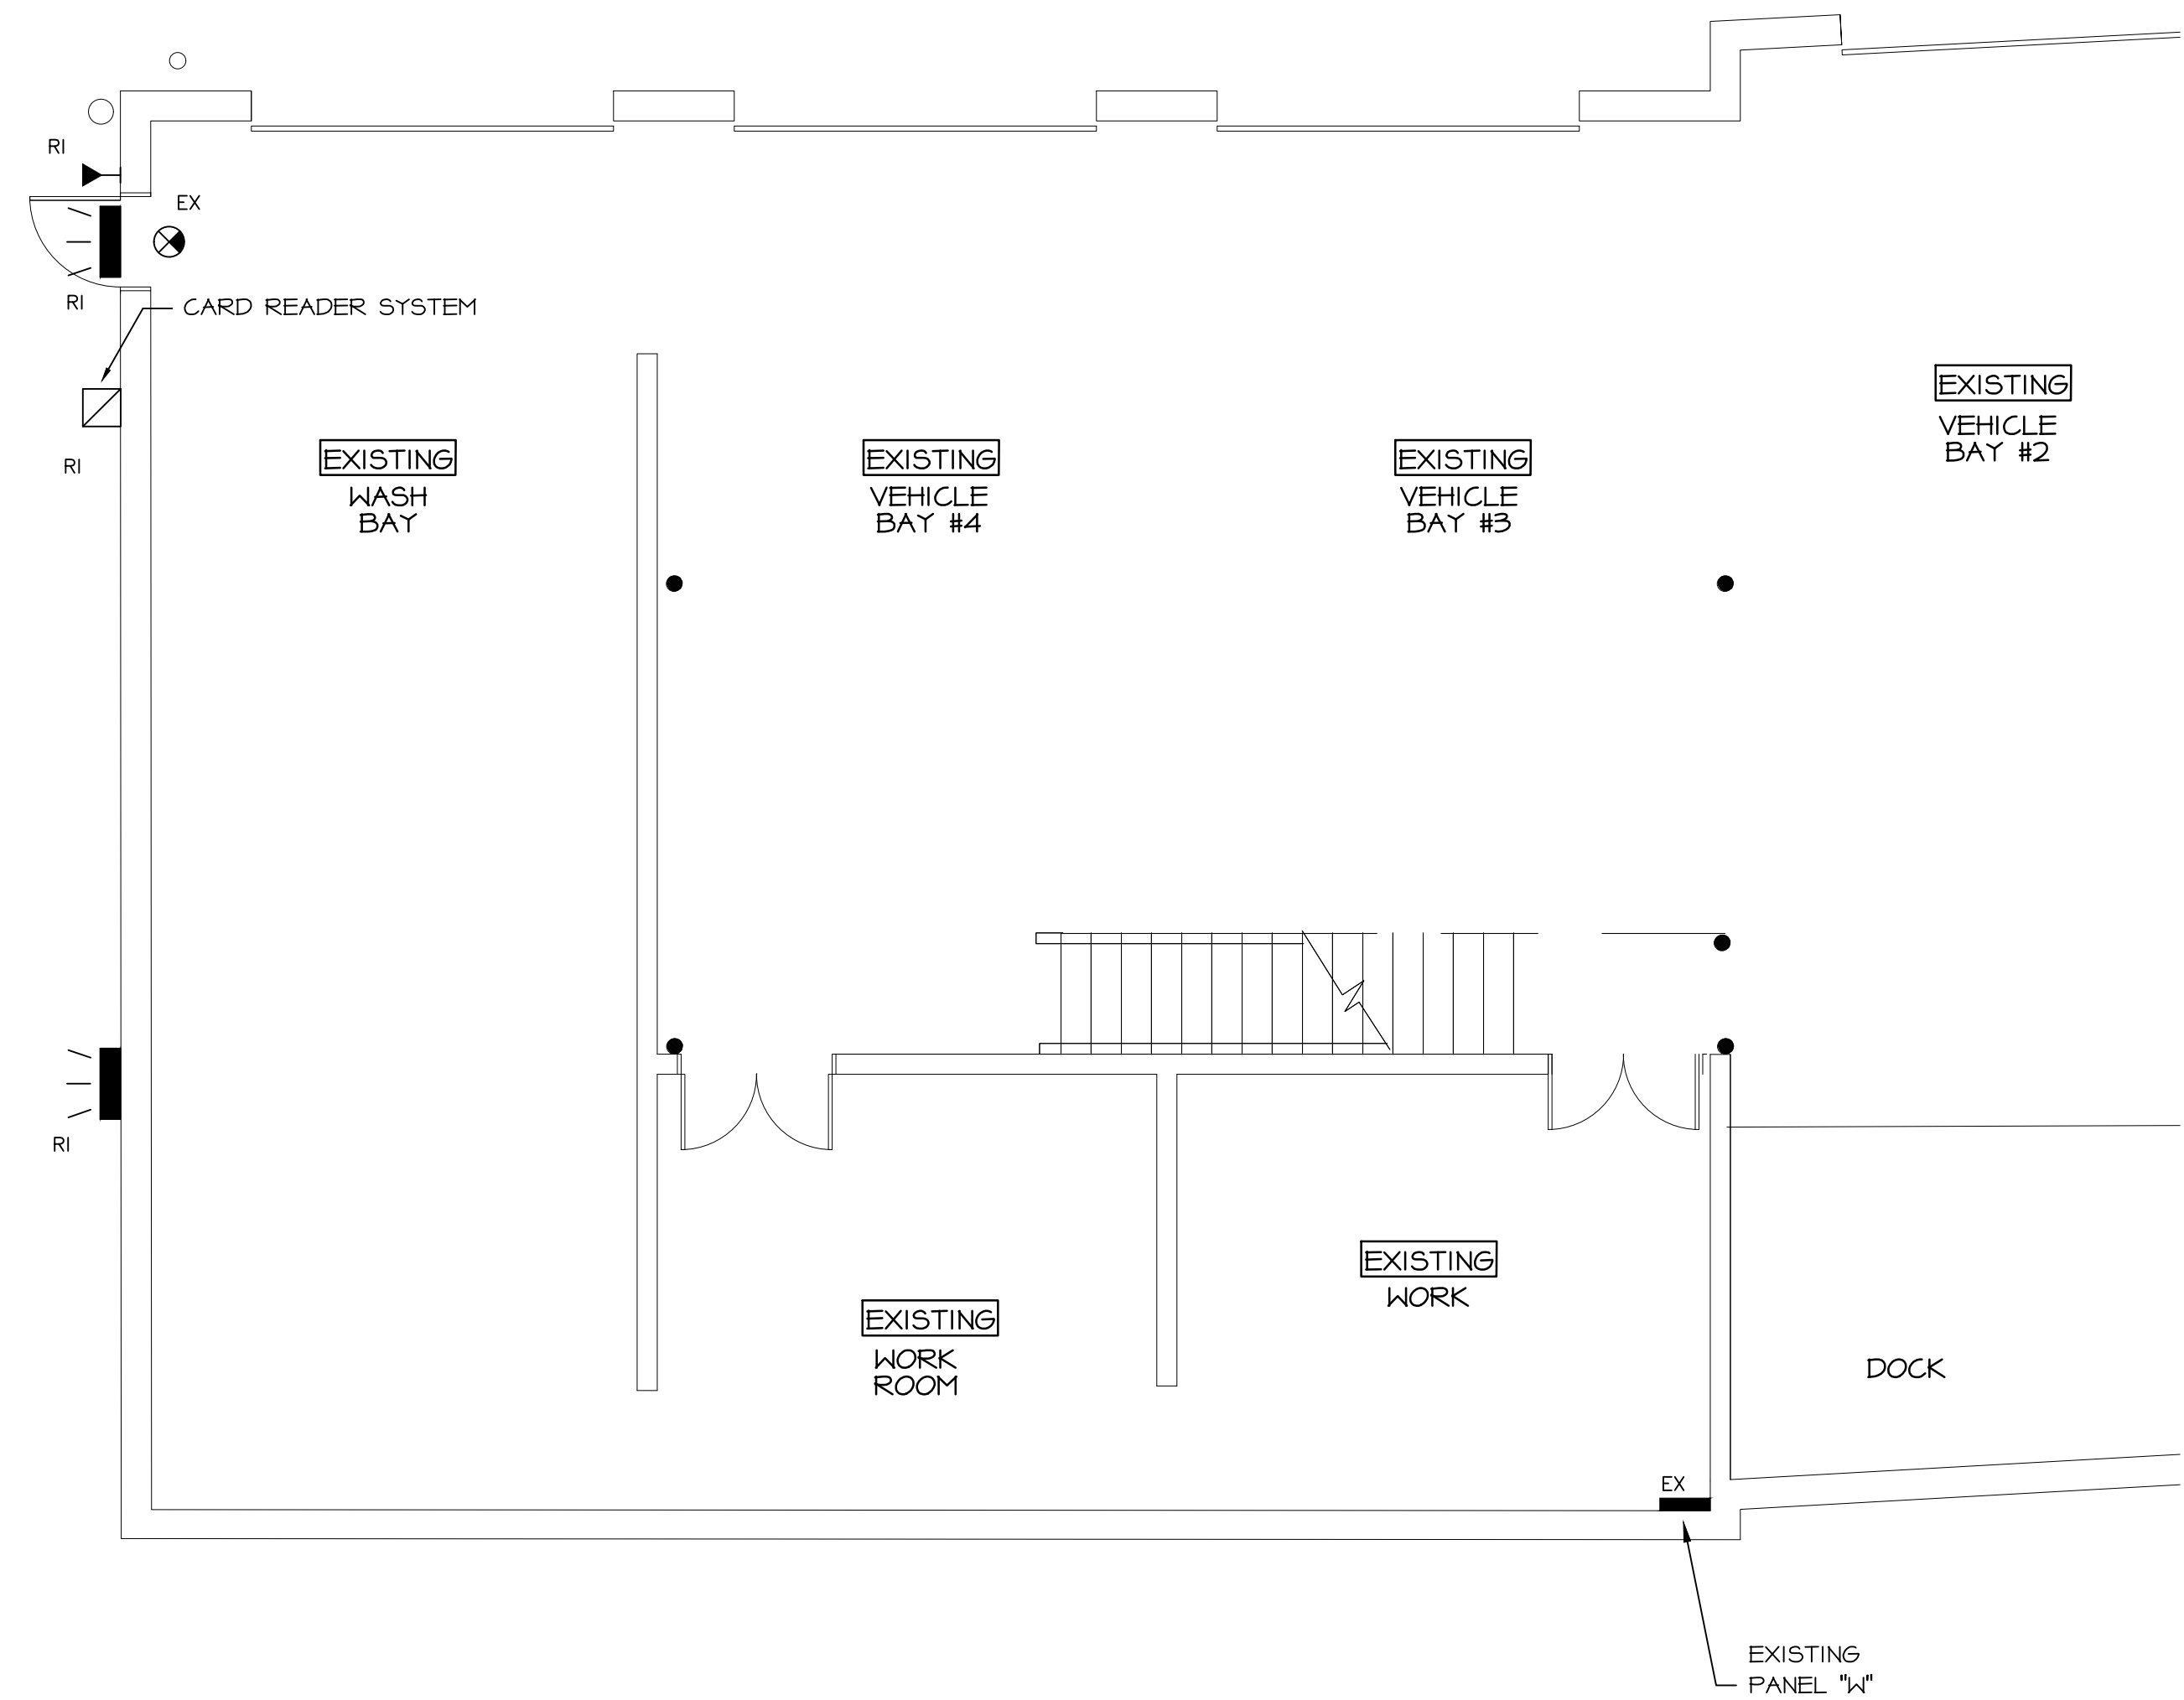 RI
EX
RI
CARD READER SYSTEM
RI
EXISTING
WASH
BAY
EXISTING
VEHICLE
BAY #4
EXISTING
VEHICLE
BAY #3
EXISTING
VEHICLE
BAY #2
RI
EXISTING
WORK
ROOM
EXISTING
WORK
DOCK
EX
EXISTING
PANEL "W"